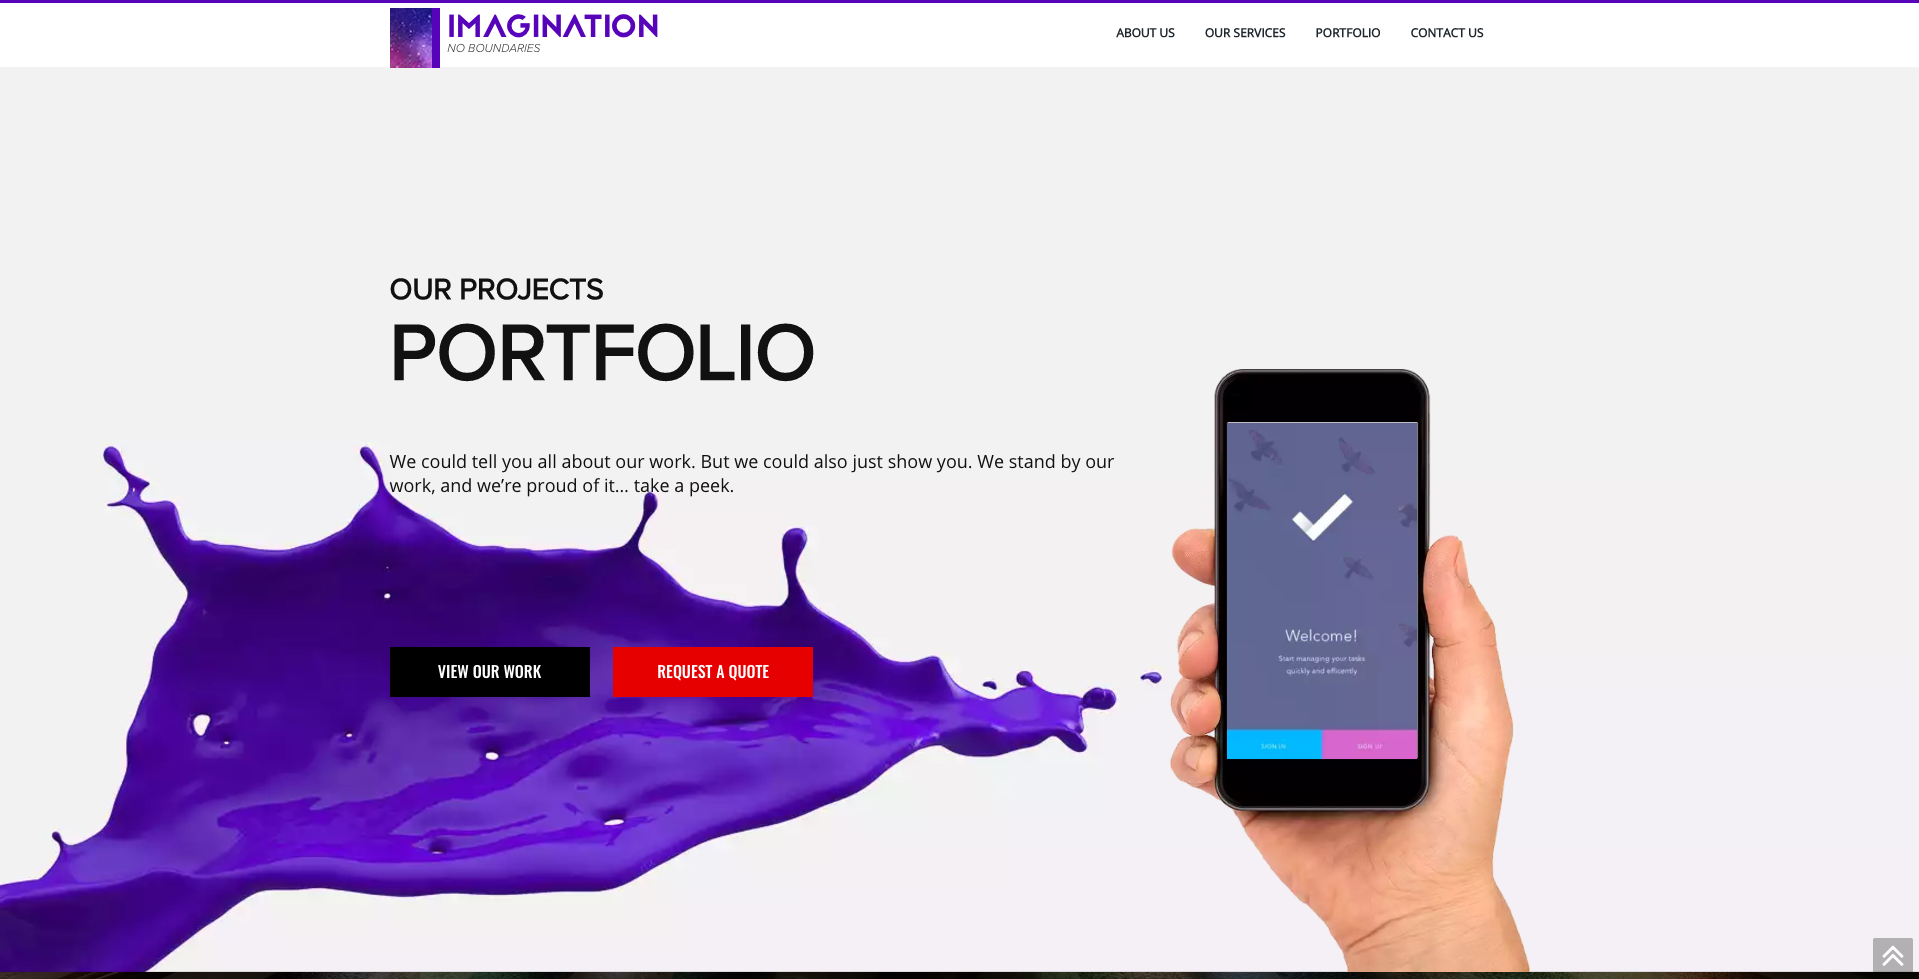 IMAGINATION
NO BOUNDARIES
ABOUT US
OUR SERVICES
PORTFOLIO
CONTACT US
OUR PROJECTS
PORTFOLIO
We could tell you all about our work. But we could also just show you. We stand by our
work, and we’re proud of it... take a peek.
VIEW OUR WORK
REQUEST A QUOTE
Welcome!
Start managing your tasks
quickly and efficently
SIGN IN
SIGN UP